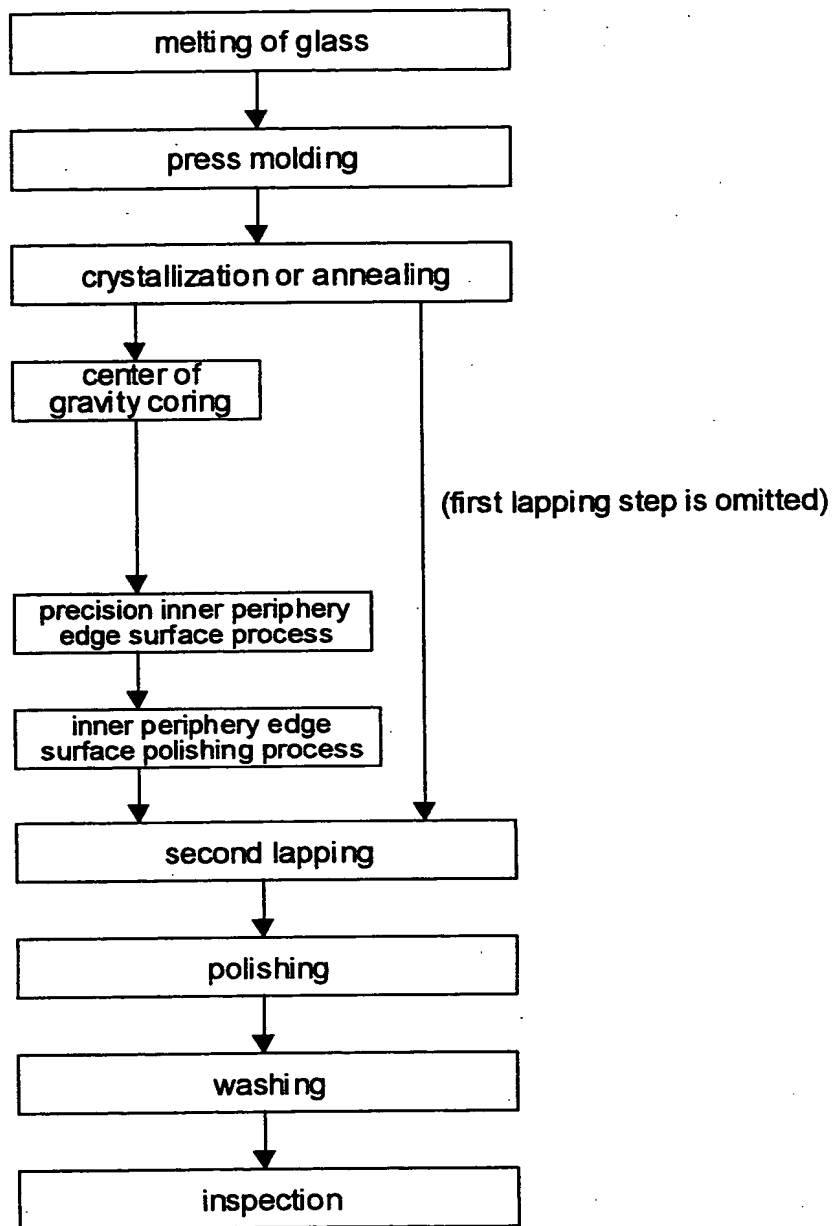 melting of glass
press molding
crystallization or annealing
center of
gravity coring
(first lapping step is omitted)
precision inner periphery
edge surface process
inner periphery edge
surface polishing process
second lapping
polishing
washing
inspection